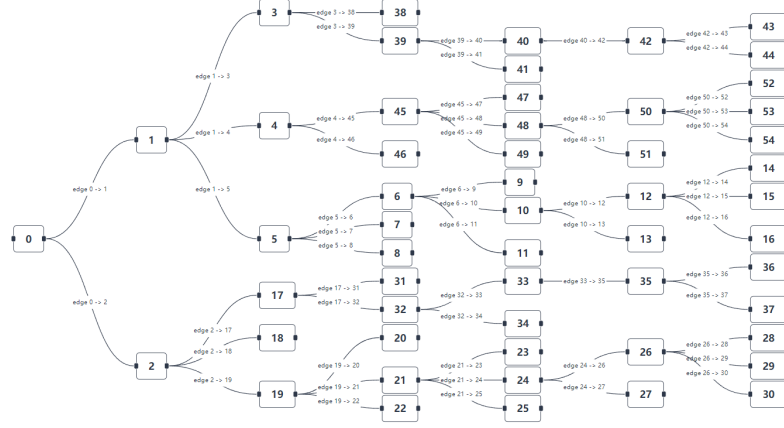 3
edge 3 -> 38
38
edge 3 -> 39
39
edge 39 -> 40
40
edge 40 -> 42
42
edge 42 -> 43
43
edge 39 -> 41
41
edge 42 -> 44
44
edge 1 -> 3
1
edge 1 -> 4
4
edge 4 -> 45
45
edge 45 -> 47
47
edge 45 -> 48
48
edge 48 -> 50
50
edge 50 -> 52
52
edge 50 -> 53
53
edge 50 -> 54
54
edge 4 -> 46
46
edge 45 -> 49
49
edge 48 -> 51
51
edge 0 -> 1
edge 1 -> 5
5
edge 5 -> 6
6
edge 6 -> 9
9
edge 6 -> 10
10
edge 10 -> 12
12
edge 12 -> 14
14
edge 12 -> 15
15
edge 12 -> 16
16
edge 5 -> 7
7
edge 6 -> 11
11
edge 10 -> 13
13
edge 5 -> 8
8
0
edge 0 -> 2
2
edge 2 -> 17
17
edge 17 -> 31
31
edge 17 -> 32
32
edge 32 -> 33
33
edge 33 -> 35
35
edge 35 -> 36
36
edge 35 -> 37
37
edge 32 -> 34
34
edge 2 -> 18
18
edge 2 -> 19
19
edge 19 -> 20
20
edge 19 -> 21
21
edge 21 -> 23
23
edge 21 -> 24
24
edge 24 -> 26
26
edge 26 -> 28
28
edge 26 -> 29
29
edge 26 -> 30
30
edge 19 -> 22
22
edge 21 -> 25
25
edge 24 -> 27
27